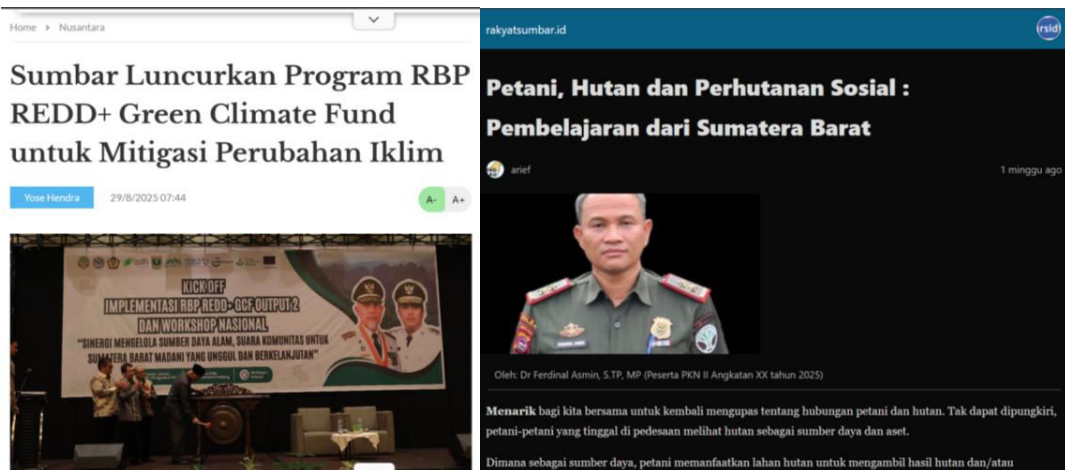 Home > Nusantara
Sumbar Luncurkan Program RBP
REDD+ Green Climate Fund
untuk Mitigasi Perubahan Iklim
Yose Hendra
29/8/2025 07:44
A- A+
KICK OFF
IMPLEMENTASI RBP REDD+ GCF OUTPUT 2
DAN WORKSHOP NASIONAL
"SINERGI MENGELOLA SUMBER DAYA ALAM, SUARA KOMUNITAS UNTUK
SUMATERA BARAT MADANI YANG UNGGUL DAN BERKELANJUTAN"
rakyatsumbar.id
rsid
Petani, Hutan dan Perhutanan Sosial :
Pembelajaran dari Sumatera Barat
arief
1 minggu ago
Oleh: Dr Ferdinal Asmin, S.TP, MP (Peserta PKN II Angkatan XX tahun 2025)
Menarik bagi kita bersama untuk kembali mengupas tentang hubungan petani dan hutan. Tak dapat dipungkiri,
petani-petani yang tinggal di pedesaan melihat hutan sebagai sumber daya dan aset.
Dimana sebagai sumber daya, petani memanfaatkan lahan hutan untuk mengambil hasil hutan dan/atau